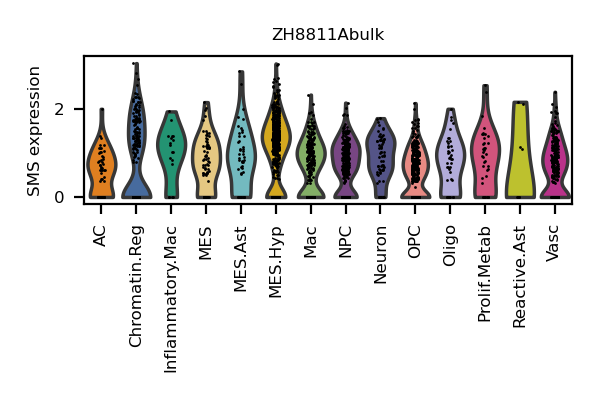 ZH8811Abulk
SMS expression
2
0
AC
Chromatin.Reg
Inflammatory.Mac
MES
MES.Ast
MES.Hyp
Mac
NPC
Neuron
OPC
Oligo
Prolif.Metab
Reactive.Ast
Vasc